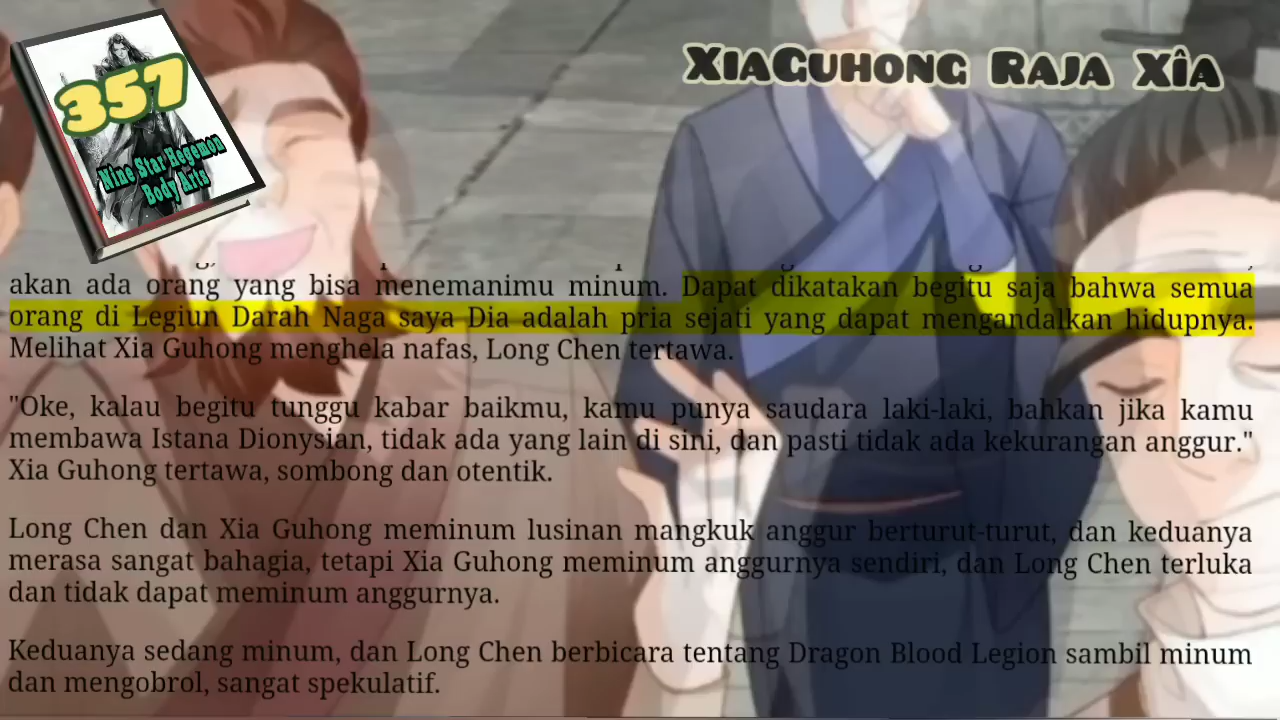 357
Nine Star Hegemon
Body Arts
XiaGuhong Raja Xîa
akan ada orang yang bisa menemanimu minum. Dapat dikatakan begitu saja bahwa semua
orang di Legiun Darah Naga saya Dia adalah pria sejati yang dapat mengandalkan hidupnya.
Melihat Xia Guhong menghela nafas, Long Chen tertawa.
"Oke, kalau begitu tunggu kabar baikmu, kamu punya saudara laki-laki, bahkan jika kamu
membawa Istana Dionysian, tidak ada yang lain di sini, dan pasti tidak ada kekurangan anggur."
Xia Guhong tertawa, sombong dan otentik.
Long Chen dan Xia Guhong meminum lusinan mangkuk anggur berturut-turut, dan keduanya
merasa sangat bahagia, tetapi Xia Guhong meminum anggurnya sendiri, dan Long Chen terluka
dan tidak dapat meminum anggurnya.
Keduanya sedang minum, dan Long Chen berbicara tentang Dragon Blood Legion sambil minum
dan mengobrol, sangat spekulatif.